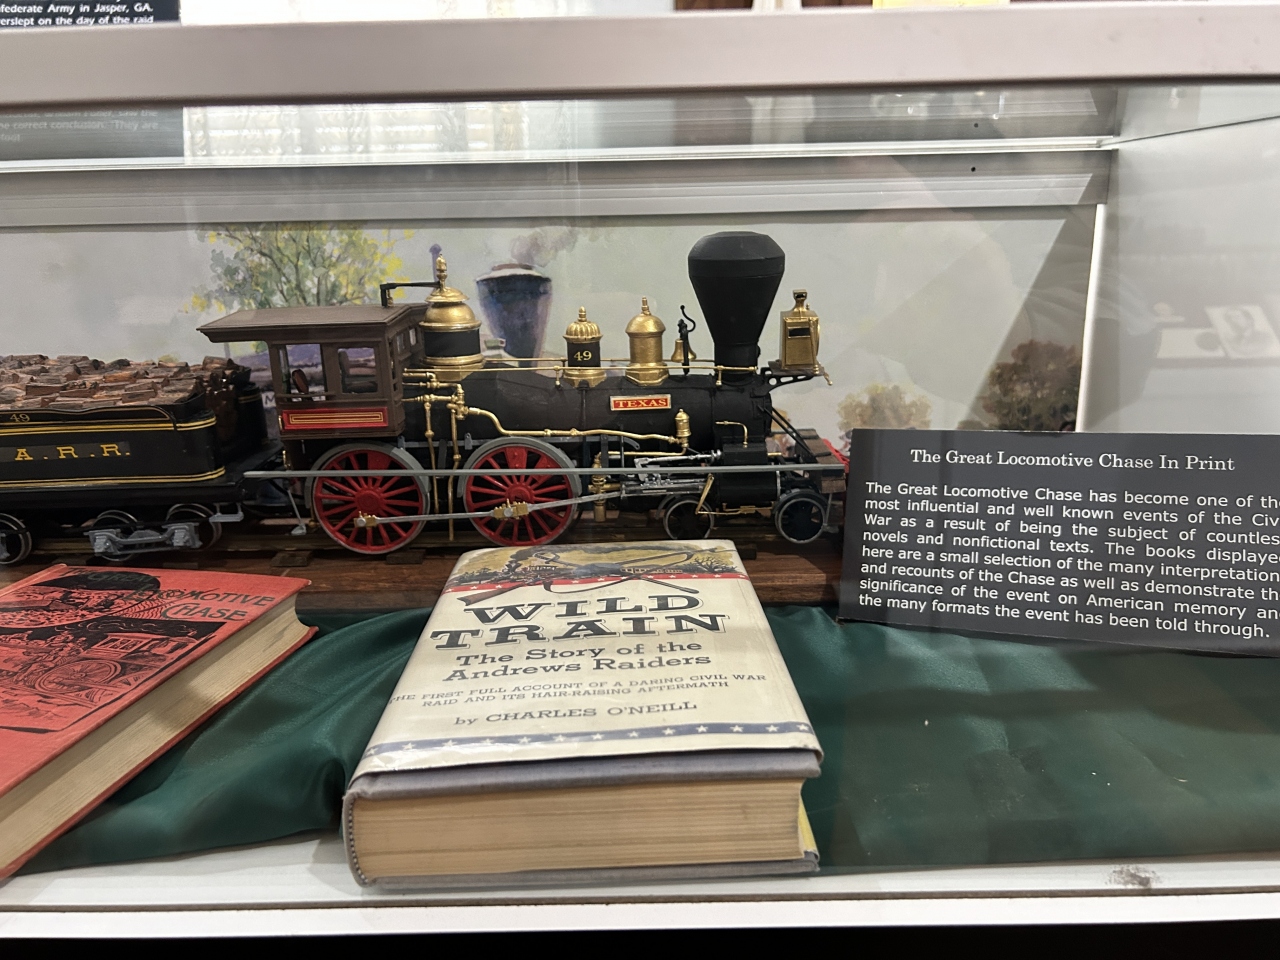 federate Army in Jasper, GA.
erslept on the day of the raid
he correct conclusion. They are
49
TEXAS
49
A.R.R.
The Great Locomotive Chase In Print
The Great Locomotive Chase has become one of th
most influential and well known events of the Civi
War as a result of being the subject of countles
novels and nonfictional texts. The books displaye
here are a small selection of the many interpretation
and recounts of the Chase as well as demonstrate th
significance of the event on American memory an
the many formats the event has been told through.
LOCOMOTIVE
CHASE
WILD
TRAIN
The Story of the
Andrews Raiders
THE FIRST FULL ACCOUNT OF A DARING CIVIL WAR
RAID AND ITS HAIR-RAISING AFTERMATH
by CHARLES O'NEILL